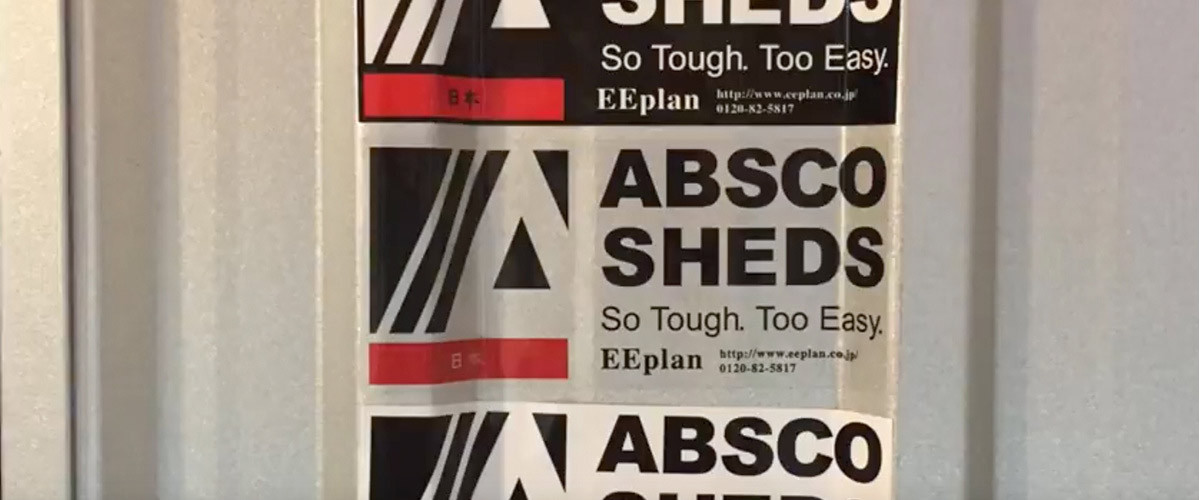 SHEDS
So Tough. Too Easy.
日本
EEplan
http://www.eeplan.co.jp/
0120-82-5817
ABSCO
SHEDS
So Tough. Too Easy.
日本
EEplan
http://www.eeplan.co.jp/
0120-82-5817
ABSCO
SHEDS